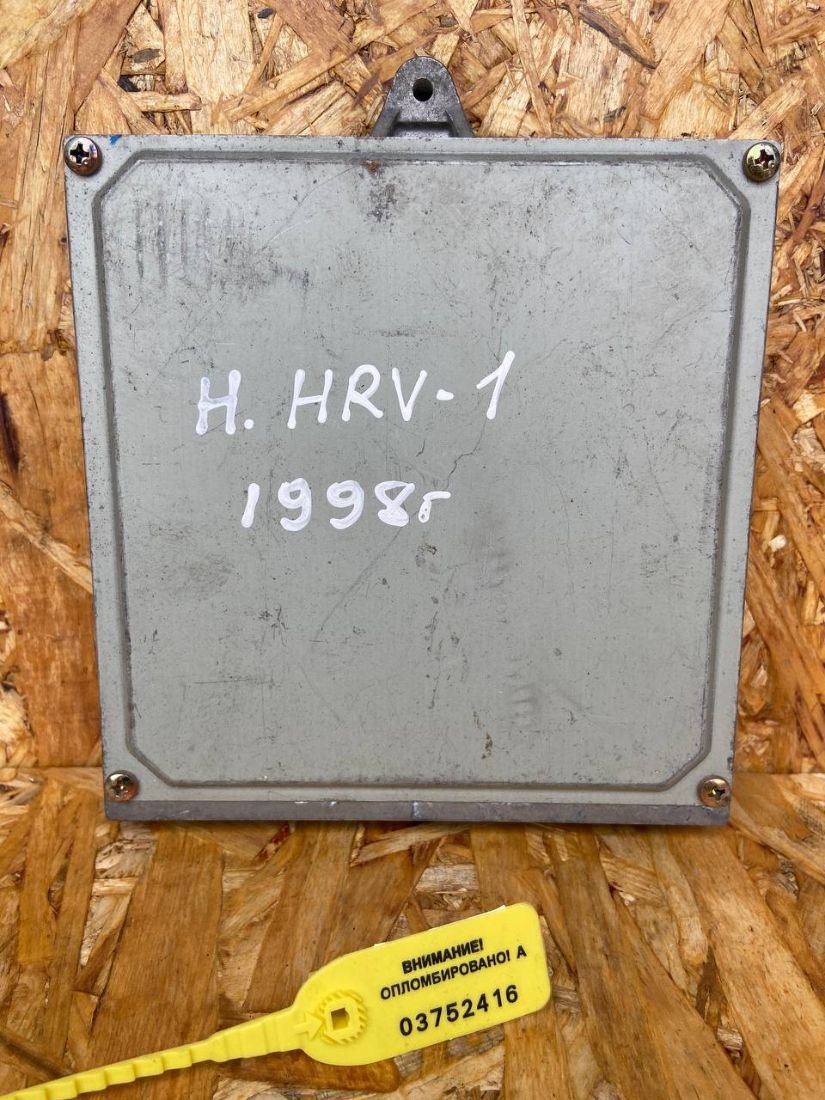 H. HRV-1
1998г
ВНИМАНИЕ!
ОПЛОМБИРОВАНО! А
03752416